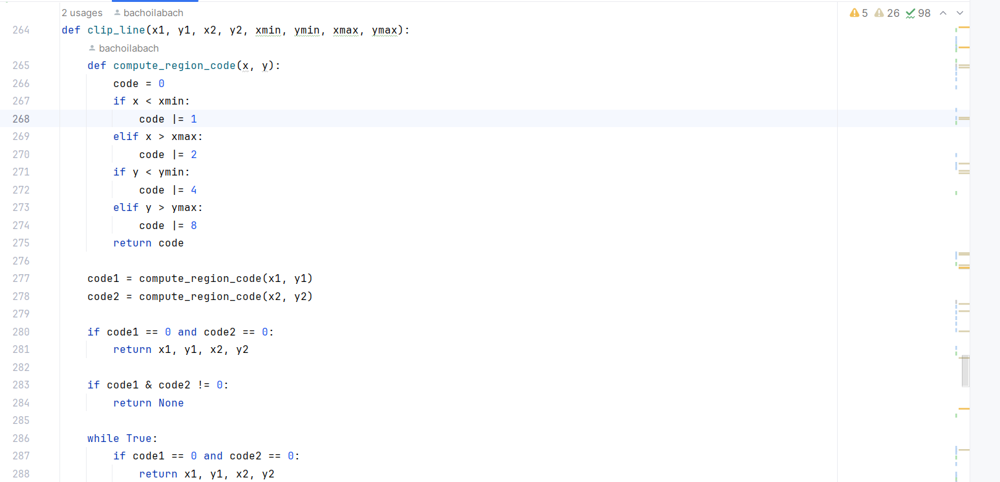 2 usages bachoilabach 5 26 98
264 def clip_line(x1, y1, x2, y2, xmin, ymin, xmax, ymax):
bachoilabach
265 def compute_region_code(x, y):
266 code = 0
267 if x < xmin:
268 code |= 1
269 elif x > xmax:
270 code |= 2
271 if y < ymin:
272 code |= 4
273 elif y > ymax:
274 code |= 8
275 return code
276
277 code1 = compute_region_code(x1, y1)
278 code2 = compute_region_code(x2, y2)
279
280 if code1 == 0 and code2 == 0:
281 return x1, y1, x2, y2
282
283 if code1 & code2 != 0:
284 return None
285
286 while True:
287 if code1 == 0 and code2 == 0:
288 return x1, y1, x2, y2